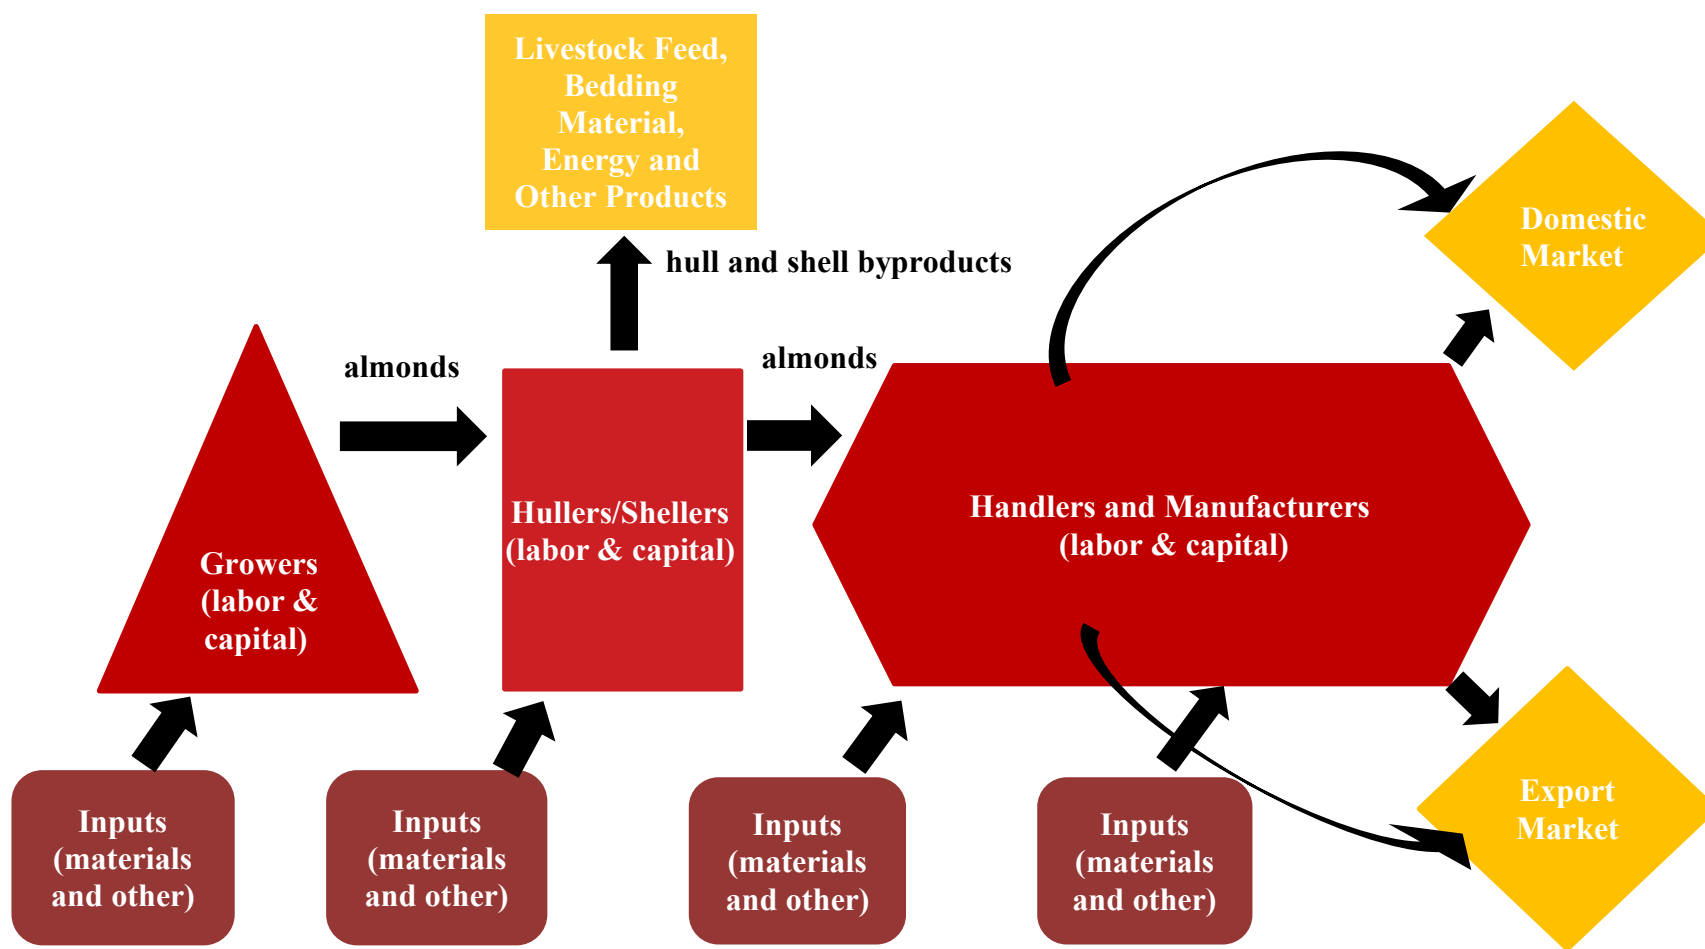 Livestock Feed,
Bedding
Material,
Energy and
Other Products
hull and shell byproducts
Domestic
Market
almonds
almonds
Hullers/Shellers
(labor & capital)
Handlers and Manufacturers
(labor & capital)
Growers
(labor &
capital)
Export
Market
Inputs
(materials
and other)
Inputs
(materials
and other)
Inputs
(materials
and other)
Inputs
(materials
and other)